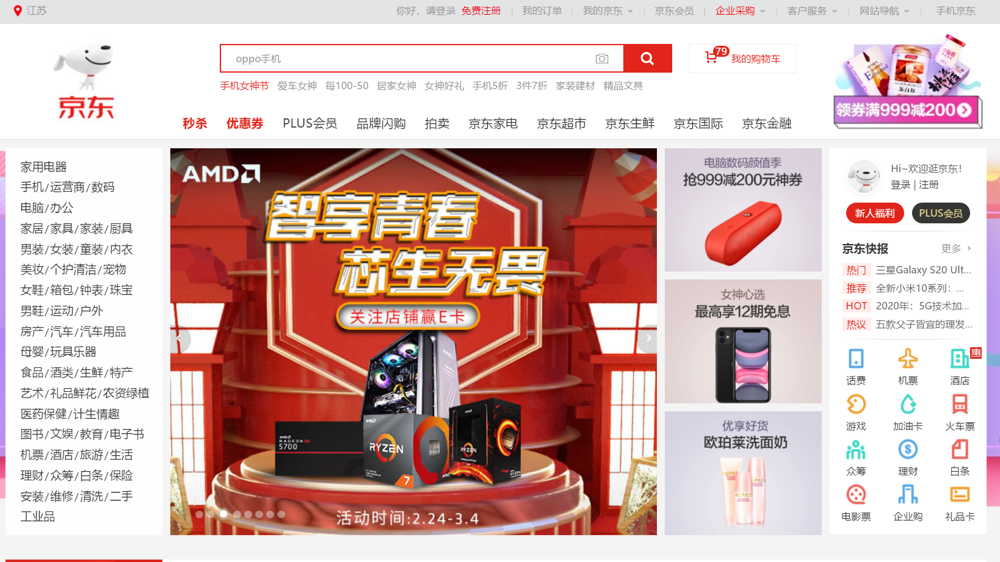 江苏
你好，请登录 免费注册 | 我的订单 | 我的京东 | 京东会员 | 企业采购 | 客户服务 | 网站导航 | 手机京东
京东
oppo手机
79
我的购物车
手机女神节 爱车女神 每100-50 居家女神 女神好礼 手机5折 3件7折 家装建材 精品文具
领券满999减200
秒杀 优惠券 PLUS会员 品牌闪购 拍卖 京东家电 京东超市 京东生鲜 京东国际 京东金融
家用电器
手机/运营商/数码
电脑/办公
家居/家具/家装/厨具
男装/女装/童装/内衣
美妆/个护清洁/宠物
女鞋/箱包/钟表/珠宝
男鞋/运动/户外
房产/汽车/汽车用品
母婴/玩具乐器
食品/酒类/生鲜/特产
艺术/礼品鲜花/农资绿植
医药保健/计生情趣
图书/文娱/教育/电子书
机票/酒店/旅游/生活
理财/众筹/白条/保险
安装/维修/清洗/二手
工业品
AMD
智享青春
芯生无畏
关注店铺赢E卡
AMD
RADEON
5700
AMD
RYZEN
7
AMD
RYZEN
活动时间:2.24-3.4
电脑数码颜值季
抢999减200元神券
女神心选
最高享12期免息
优享好货
欧珀莱洗面奶
AUPRES
AUPRES
Hi~欢迎逛京东！
登录 | 注册
新人福利 PLUS会员
京东快报 更多
热门 三星Galaxy S20 Ult...
推荐 全新小米10系列：...
HOT 2020年：5G技术加...
热议 五款父子皆宜的理发...
惠
话费 机票 酒店
游戏 加油卡 火车票
众筹 理财 白条
电影票 企业购 礼品卡